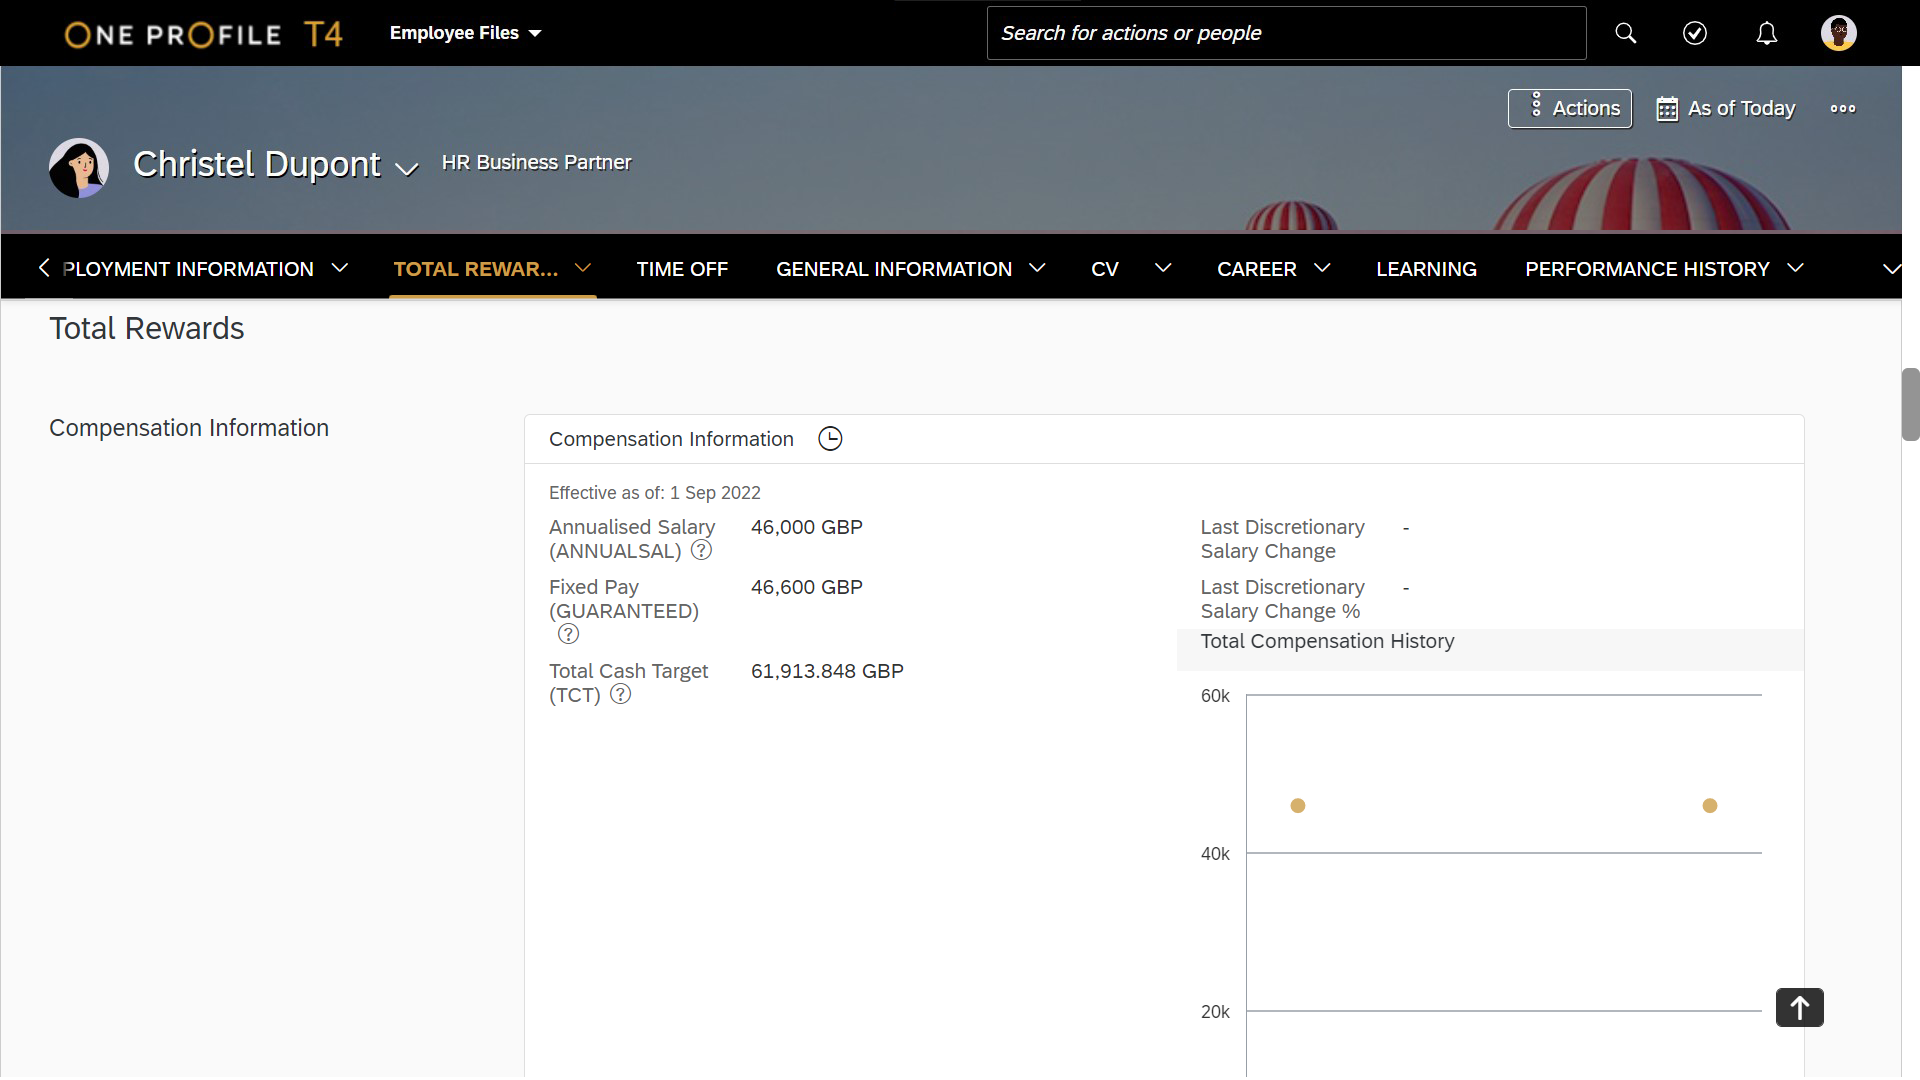 ONE PROFILE T4
Employee Files
Search for actions or people
Actions
As of Today
Christel Dupont
HR Business Partner
PLOYMENT INFORMATION
TOTAL REWAR...
TIME OFF
GENERAL INFORMATION
CV
CAREER
LEARNING
PERFORMANCE HISTORY
Total Rewards
Compensation Information
Compensation Information
Effective as of: 1 Sep 2022
Annualised Salary
(ANNUALSAL)
46,000 GBP
Fixed Pay
(GUARANTEED)
46,600 GBP
Total Cash Target
(TCT)
61,913.848 GBP
Last Discretionary
Salary Change
-
Last Discretionary
Salary Change %
-
Total Compensation History
60k
40k
20k